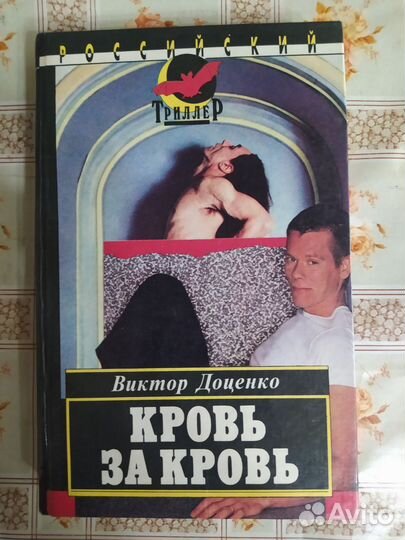 РОССИЙСКИЙ
ТРИЛЛЕР
Виктор Доценко
КРОВЬ
ЗА КРОВЬ
Avito